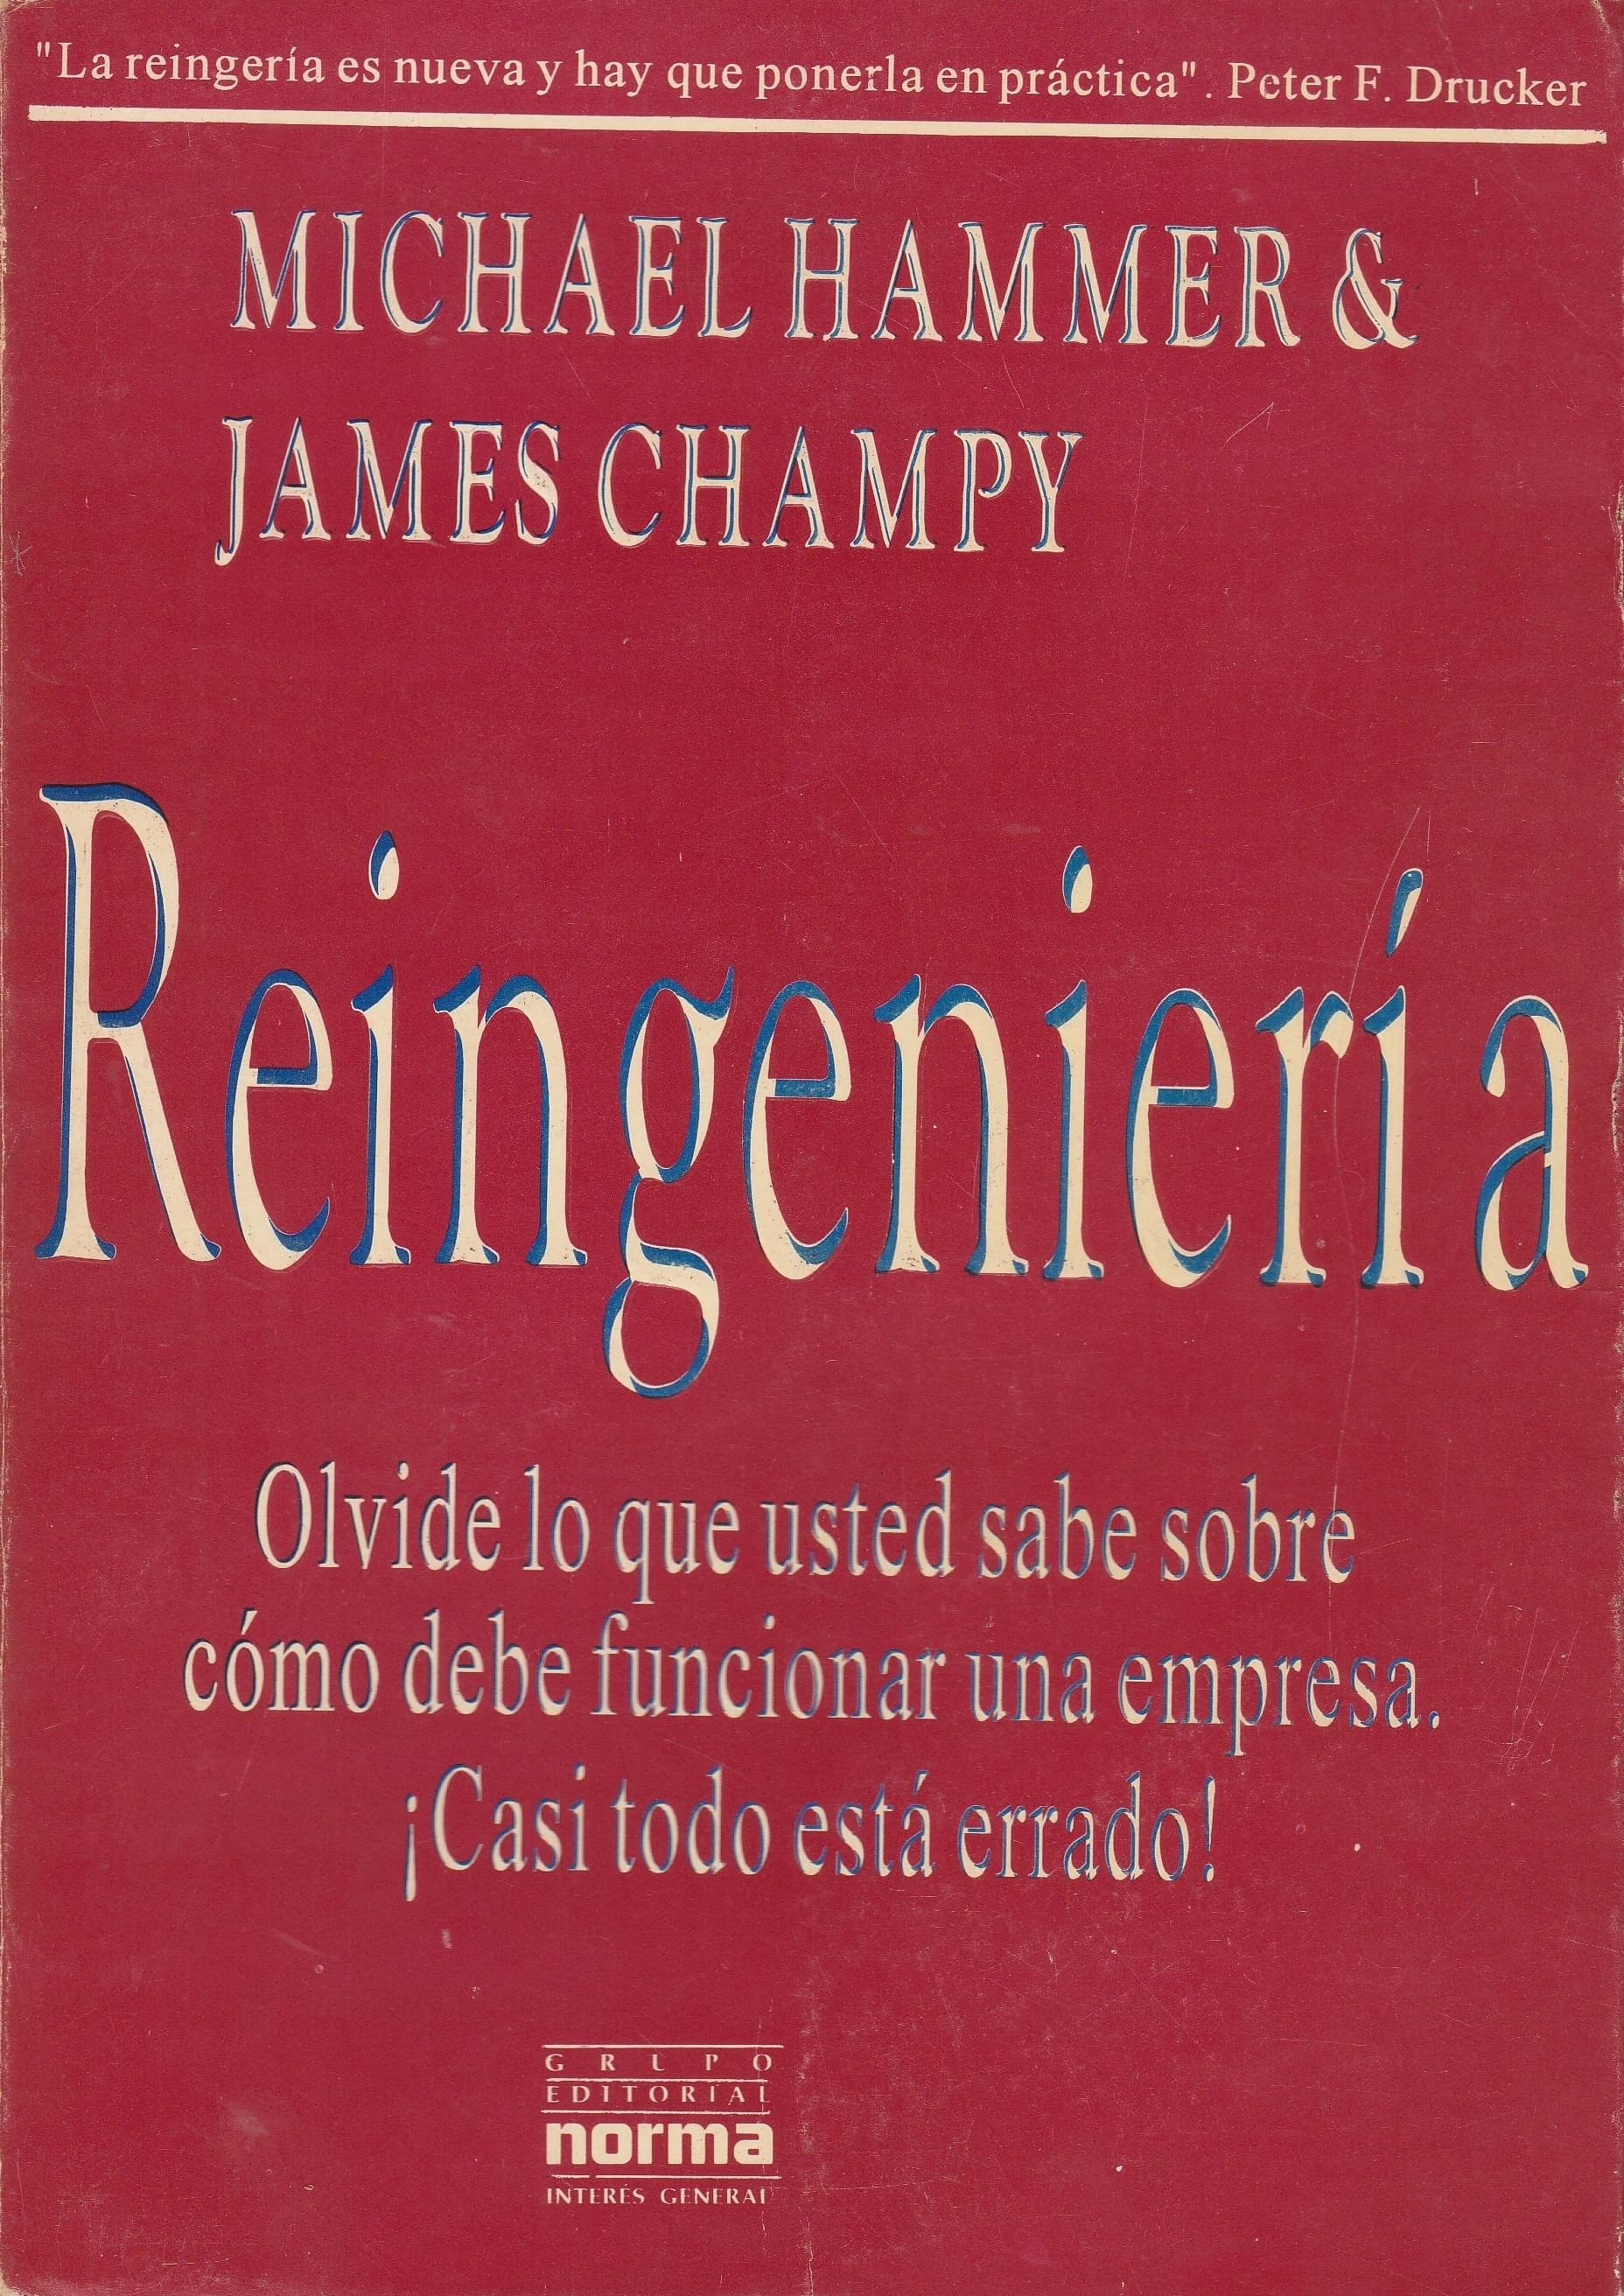 "La reingería es nueva y hay que ponerla en práctica". Peter F. Drucker
MICHAEL HAMMER &
JAMES CHAMPY
Reingeniería
Olvide lo que usted sabe sobre
cómo debe funcionar una empresa.
¡Casi todo está errado!
GRUPO
EDITORIAL
norma
INTERÉS GENERAL